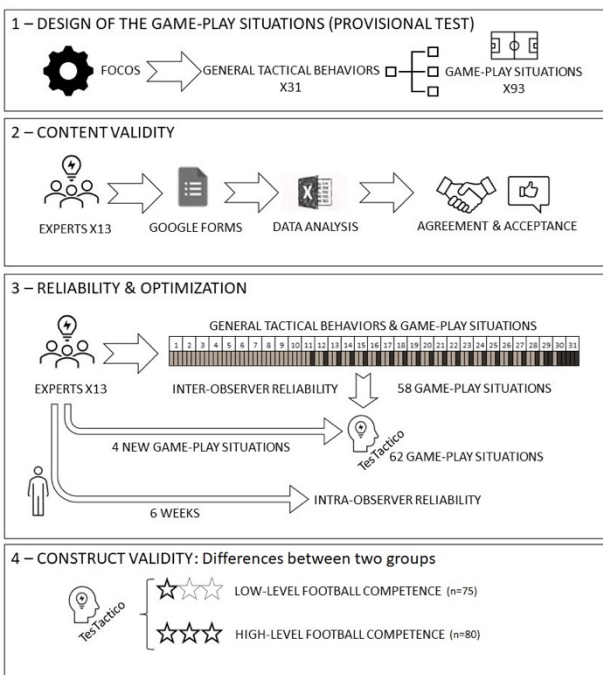 1 – DESIGN OF THE GAME-PLAY SITUATIONS (PROVISIONAL TEST)
FOCOS
GENERAL TACTICAL BEHAVIORS
X31
GAME-PLAY SITUATIONS
X93
2 – CONTENT VALIDITY
EXPERTS X13
GOOGLE FORMS
X
DATA ANALYSIS
AGREEMENT & ACCEPTANCE
3 – RELIABILITY & OPTIMIZATION
GENERAL TACTICAL BEHAVIORS & GAME-PLAY SITUATIONS
1 2 3 4 5 6 7 8 9 10 11 12 13 14 15 16 17 18 19 20 21 22 23 24 25 26 27 28 29 30 31
EXPERTS X13
INTER-OBSERVER RELIABILITY
58 GAME-PLAY SITUATIONS
4 NEW GAME-PLAY SITUATIONS
TesTactico
62 GAME-PLAY SITUATIONS
6 WEEKS
INTRA-OBSERVER RELIABILITY
4 – CONSTRUCT VALIDITY: Differences between two groups
TesTactico
LOW-LEVEL FOOTBALL COMPETENCE (n=75)
HIGH-LEVEL FOOTBALL COMPETENCE (n=80)